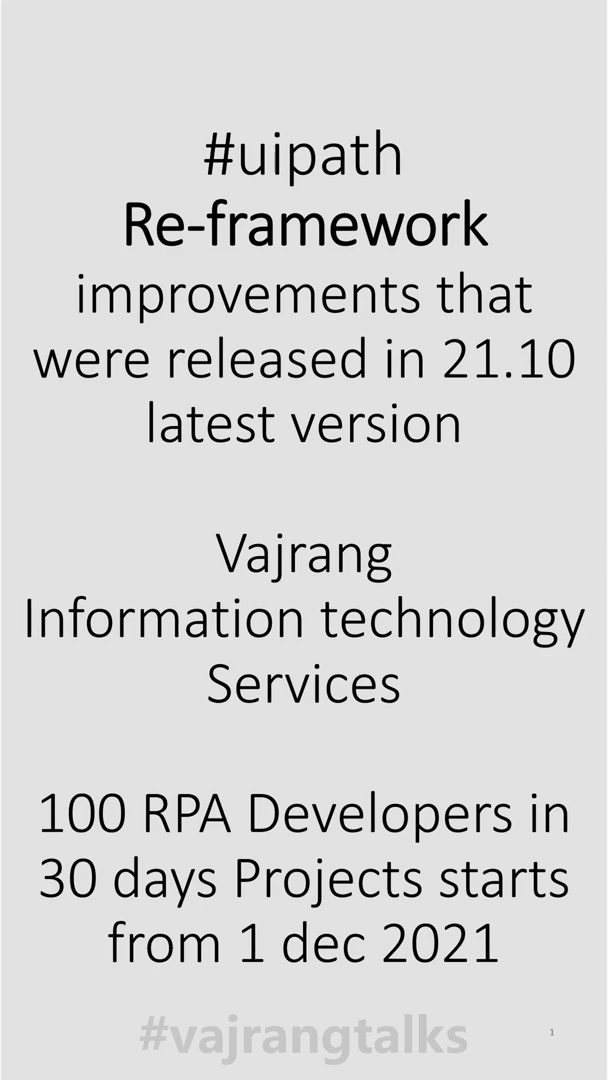 #uipath
Re-framework
improvements that
were released in 21.10
latest version
Vajrang
Information technology
Services
100 RPA Developers in
30 days Projects starts
from 1 dec 2021
#vajrangtalks
1